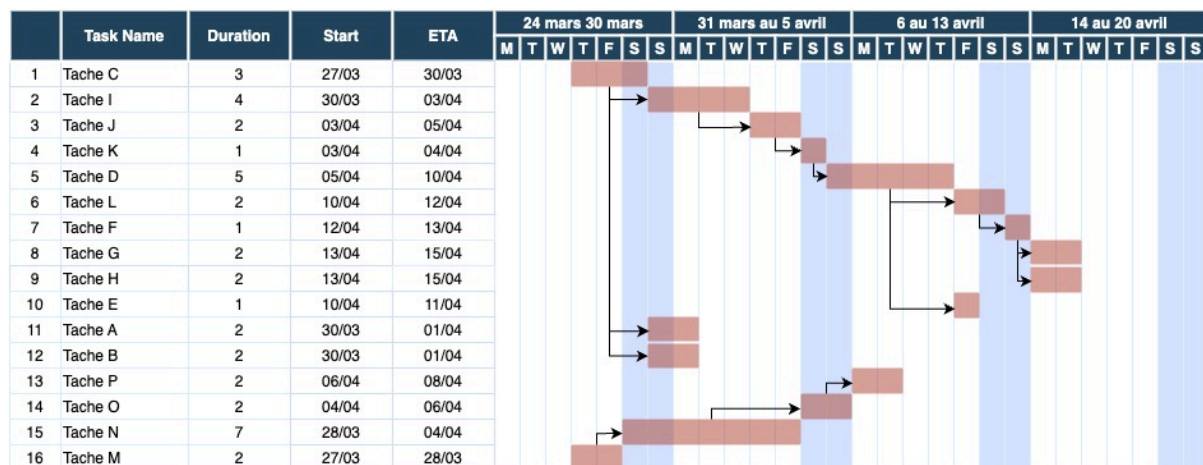 24 mars 30 mars 31 mars au 5 avril 6 au 13 avril 14 au 20 avril
Task Name Duration Start ETA
M T W T F S S M T W T F S S M T W T F S S M T W T F S S
1 Tache C 3 27/03 30/03
2 Tache I 4 30/03 03/04
3 Tache J 2 03/04 05/04
4 Tache K 1 03/04 04/04
5 Tache D 5 05/04 10/04
6 Tache L 2 10/04 12/04
7 Tache F 1 12/04 13/04
8 Tache G 2 13/04 15/04
9 Tache H 2 13/04 15/04
10 Tache E 1 10/04 11/04
11 Tache A 2 30/03 01/04
12 Tache B 2 30/03 01/04
13 Tache P 2 06/04 08/04
14 Tache O 2 04/04 06/04
15 Tache N 7 28/03 04/04
16 Tache M 2 27/03 28/03